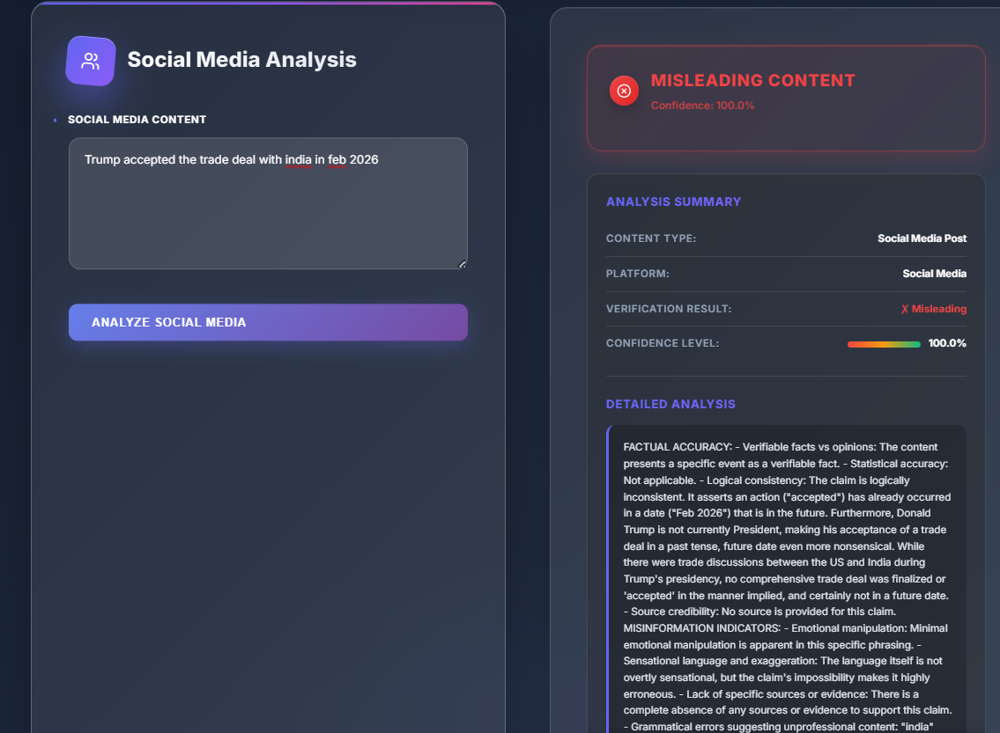 Social Media Analysis
SOCIAL MEDIA CONTENT
Trump accepted the trade deal with india in feb 2026
ANALYZE SOCIAL MEDIA
MISLEADING CONTENT
Confidence: 100.0%
ANALYSIS SUMMARY
CONTENT TYPE: Social Media Post
PLATFORM: Social Media
VERIFICATION RESULT: ✗ Misleading
CONFIDENCE LEVEL: 100.0%
DETAILED ANALYSIS
FACTUAL ACCURACY: - Verifiable facts vs opinions: The content
presents a specific event as a verifiable fact. - Statistical accuracy:
Not applicable. - Logical consistency: The claim is logically
inconsistent. It asserts an action ("accepted") has already occurred
in a date ("Feb 2026") that is in the future. Furthermore, Donald
Trump is not currently President, making his acceptance of a trade
deal in a past tense, future date even more nonsensical. While
there were trade discussions between the US and India during
Trump's presidency, no comprehensive trade deal was finalized or
'accepted' in the manner implied, and certainly not in a future date.
- Source credibility: No source is provided for this claim.
MISINFORMATION INDICATORS: - Emotional manipulation: Minimal
emotional manipulation is apparent in this specific phrasing. -
Sensational language and exaggeration: The language itself is not
overtly sensational, but the claim's impossibility makes it highly
erroneous. - Lack of specific sources or evidence: There is a
complete absence of any sources or evidence to support this claim.
- Grammatical errors suggesting unprofessional content: "india"